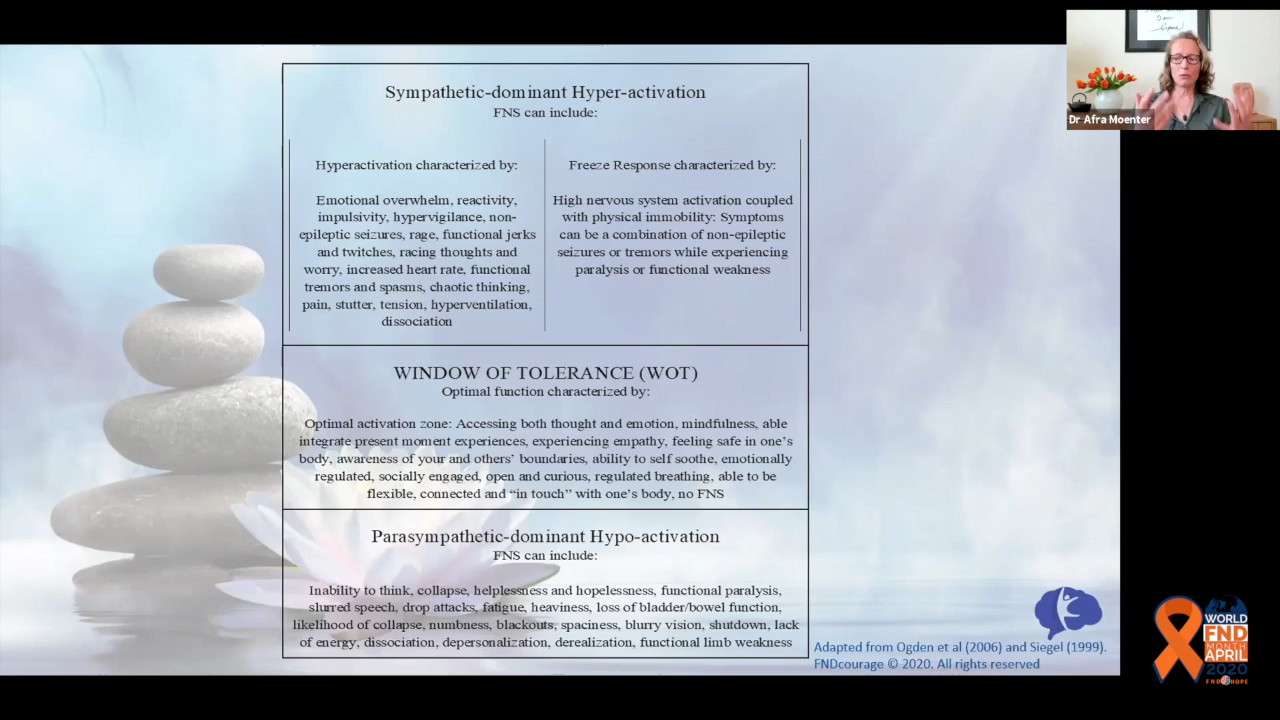 Sympathetic-dominant Hyper-activation
FNS can include:
Hyperactivation characterized by:
Emotional overwhelm, reactivity,
impulsivity, hypervigilance, non-
epileptic seizures, rage, functional jerks
and twitches, racing thoughts and
worry, increased heart rate, functional
tremors and spasms, chaotic thinking,
pain, stutter, tension, hyperventilation,
dissociation
Freeze Response characterized by:
High nervous system activation coupled
with physical immobility: Symptoms
can be a combination of non-epileptic
seizures or tremors while experiencing
paralysis or functional weakness
WINDOW OF TOLERANCE (WOT)
Optimal function characterized by:
Optimal activation zone: Accessing both thought and emotion, mindfulness, able
integrate present moment experiences, experiencing empathy, feeling safe in one's
body, awareness of your and others' boundaries, ability to self soothe, emotionally
regulated, socially engaged, open and curious, regulated breathing, able to be
flexible, connected and "in touch" with one's body, no FNS
Parasympathetic-dominant Hypo-activation
FNS can include:
Inability to think, collapse, helplessness and hopelessness, functional paralysis,
slurred speech, drop attacks, fatigue, heaviness, loss of bladder/bowel function,
likelihood of collapse, numbness, blackouts, spaciness, blurry vision, shutdown, lack
of energy, dissociation, depersonalization, derealization, functional limb weakness
Adapted from Ogden et al (2006) and Siegel (1999).
FNDcourage © 2020. All rights reserved
Dr Afra Moenter
WORLD
FND
MONTH
APRIL
2020
FND HOPE